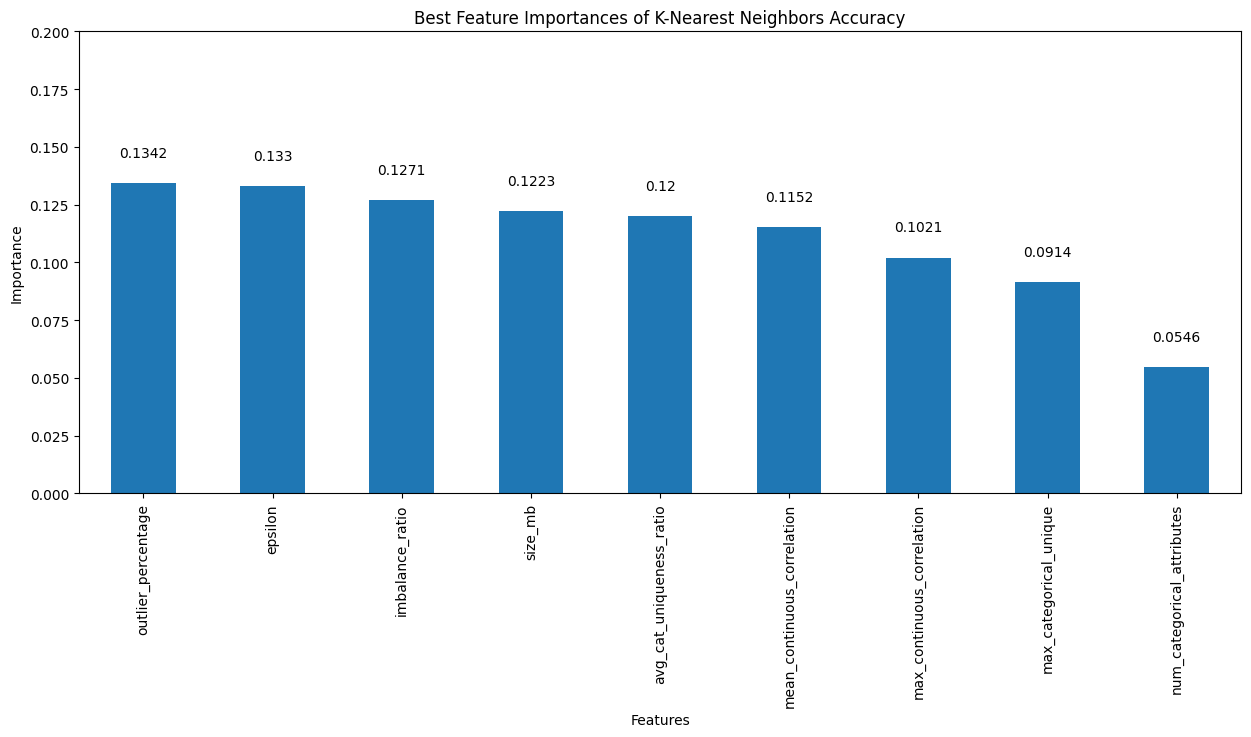 Best Feature Importances of K-Nearest Neighbors Accuracy
0.200
0.175
0.150
0.125
0.100
0.075
0.050
0.025
0.000
Importance
0.1342
0.133
0.1271
0.1223
0.12
0.1152
0.1021
0.0914
0.0546
outlier_percentage
epsilon
imbalance_ratio
size_mb
avg_cat_uniqueness_ratio
mean_continuous_correlation
max_continuous_correlation
max_categorical_unique
num_categorical_attributes
Features